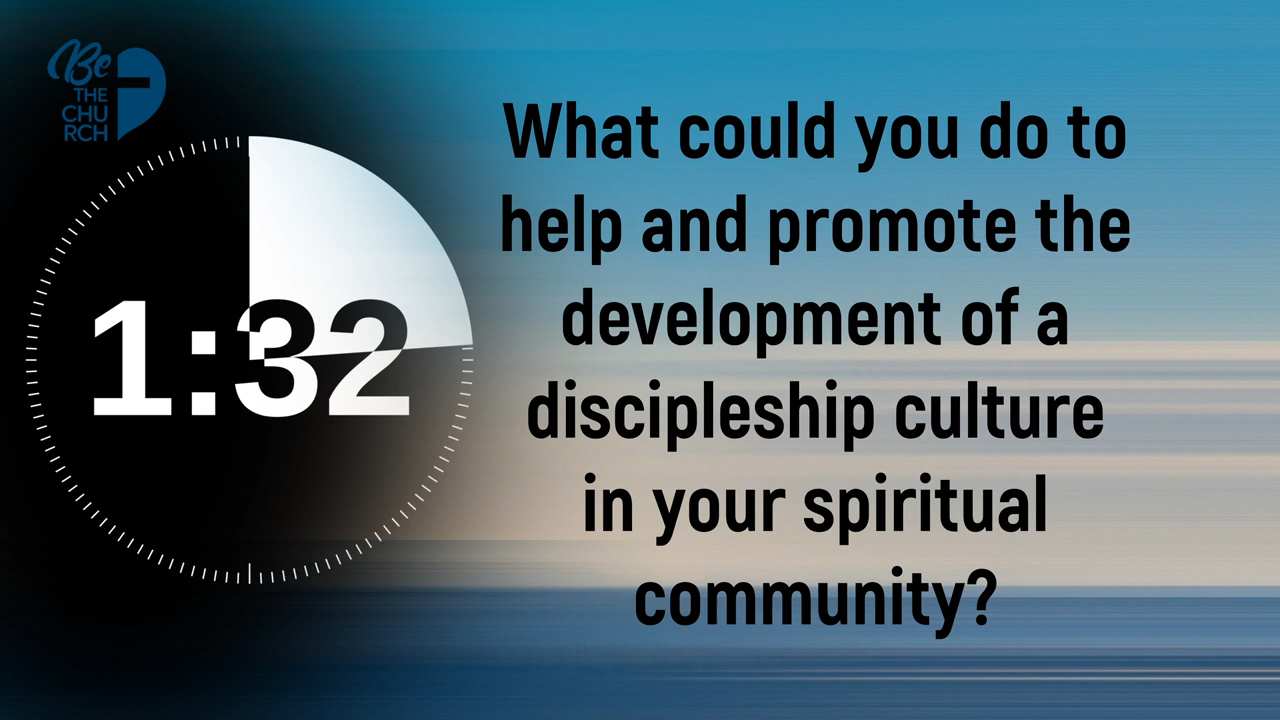 Be
THE
CHU
RCH
1:32
What could you do to
help and promote the
development of a
discipleship culture
in your spiritual
community?